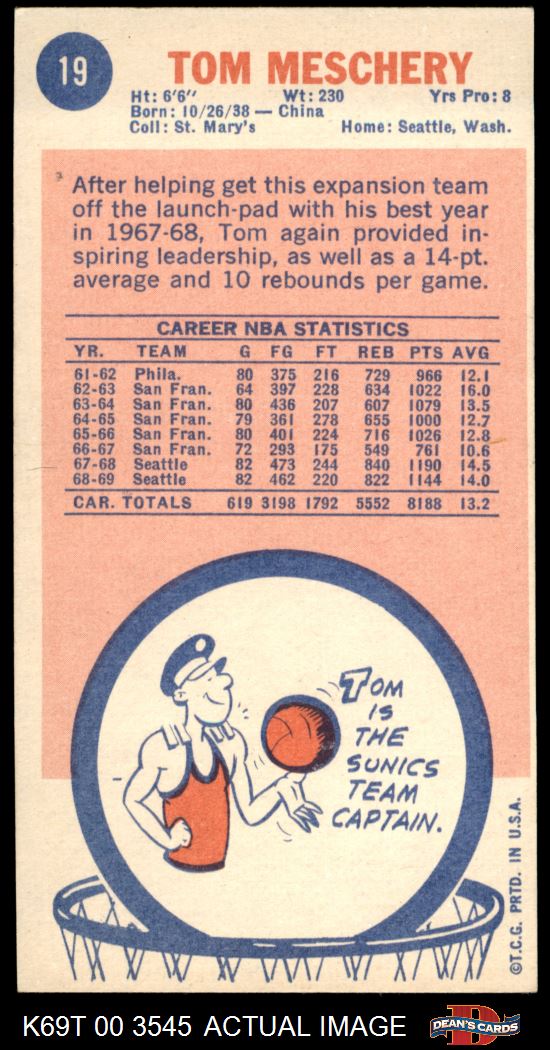 19
TOM MESCHERY
Ht: 6'6" Wt: 230 Yrs Pro: 8
Born: 10/26/38 — China
Coll: St. Mary's Home: Seattle, Wash.
After helping get this expansion team
off the launch-pad with his best year
in 1967-68, Tom again provided in-
spiring leadership, as well as a 14-pt.
average and 10 rebounds per game.
CAREER NBA STATISTICS
YR. TEAM G FG FT REB PTS AVG
61-62 Phila. 80 375 216 729 966 12.1
62-63 San Fran. 64 397 228 634 1022 16.0
63-64 San Fran. 80 436 207 607 1079 13.5
64-65 San Fran. 79 361 278 655 1000 12.7
65-66 San Fran. 80 401 224 716 1026 12.8
66-67 San Fran. 72 293 175 549 761 10.6
67-68 Seattle 82 473 244 840 1190 14.5
68-69 Seattle 82 462 220 822 1144 14.0
CAR. TOTALS 619 3198 1792 5552 8188 13.2
TOM
IS
THE
SUNICS
TEAM
CAPTAIN.
©T.C.G. PRTD. IN U.S.A.
K69T 00 3545 ACTUAL IMAGE
D
DEAN'S CARDS